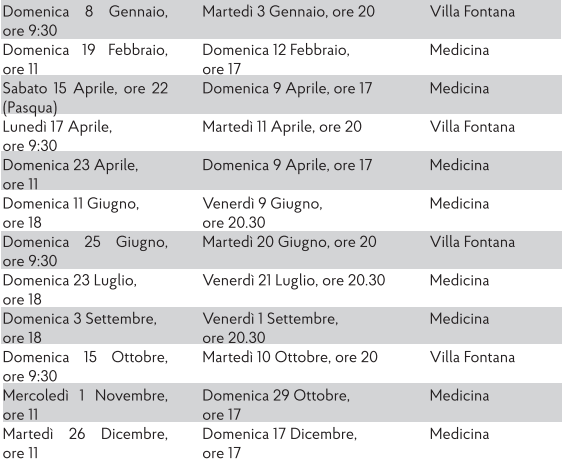 Domenica 8 Gennaio, Martedì 3 Gennaio, ore 20 Villa Fontana
ore 9:30
Domenica 19 Febbraio, Domenica 12 Febbraio, Medicina
ore 11 ore 17
Sabato 15 Aprile, ore 22 Domenica 9 Aprile, ore 17 Medicina
(Pasqua)
Lunedì 17 Aprile, Martedì 11 Aprile, ore 20 Villa Fontana
ore 9:30
Domenica 23 Aprile, Domenica 9 Aprile, ore 17 Medicina
ore 11
Domenica 11 Giugno, Venerdì 9 Giugno, Medicina
ore 18 ore 20.30
Domenica 25 Giugno, Martedì 20 Giugno, ore 20 Villa Fontana
ore 9:30
Domenica 23 Luglio, Venerdì 21 Luglio, ore 20.30 Medicina
ore 18
Domenica 3 Settembre, Venerdì 1 Settembre, Medicina
ore 18 ore 20.30
Domenica 15 Ottobre, Martedì 10 Ottobre, ore 20 Villa Fontana
ore 9:30
Mercoledì 1 Novembre, Domenica 29 Ottobre, Medicina
ore 11 ore 17
Martedì 26 Dicembre, Domenica 17 Dicembre, Medicina
ore 11 ore 17